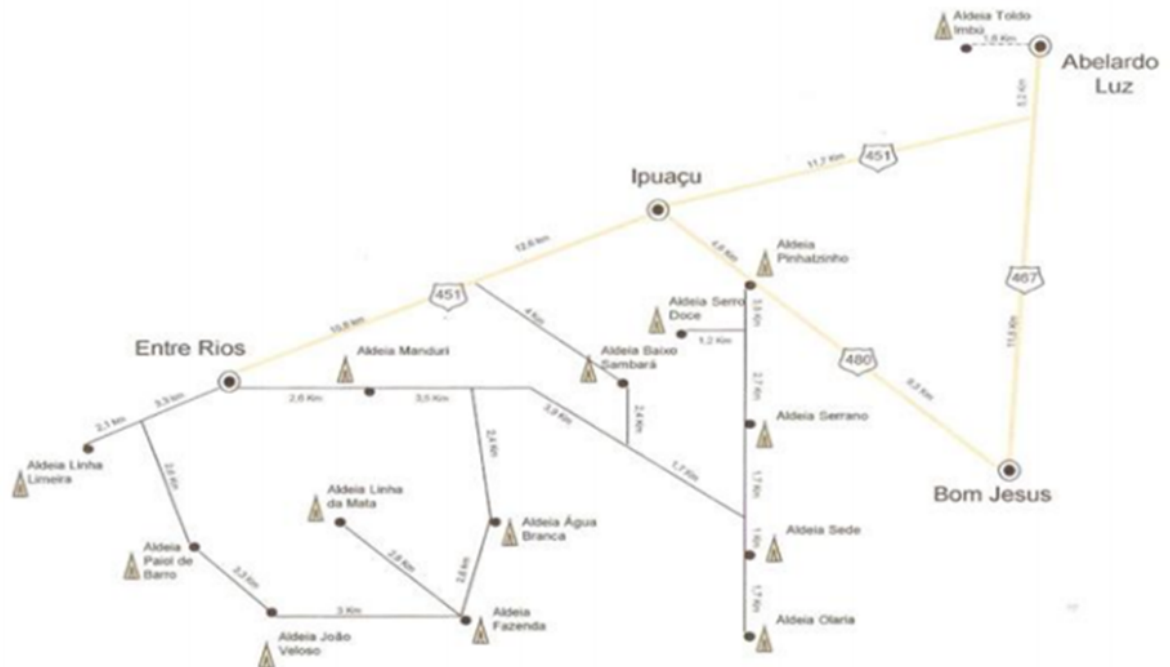 Aldeia Toldo
Imbú
1,8 Km
Abelardo
Luz
451
11,7 Km
Ipuaçu
12,6 km
4,6 Km
Aldeia
Pinhalzinho
467
451
4 Km
Aldeia Serro
Doce
1,2 Km
10,8 km
Entre Rios
Aldeia Manduri
Aldeia Baixo
Sambará
480
2,6 Km
3,5 Km
3,9 Km
2,4 Km
2,7 Km
3,3 km
2,1 km
Aldeia Serrano
Aldeia Linha
Limeira
1,7 Km
1,7 Km
Bom Jesus
Aldeia Linha
da Mata
Aldeia Água
Branca
Aldeia Sede
1 Km
Aldeia
Paiol de
Barro
1,7 Km
3 Km
Aldeia
Fazenda
Aldeia Olaria
Aldeia João
Veloso